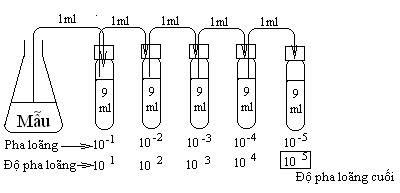 1ml 1ml 1ml 1ml 1ml
9 9 9 9 9
ml ml ml ml ml
Mẫu
Pha loãng 10-1 10-2 10-3 10-4 10-5
Độ pha loãng 10 1 10 2 10 3 10 4 10 5
Độ pha loãng cuối